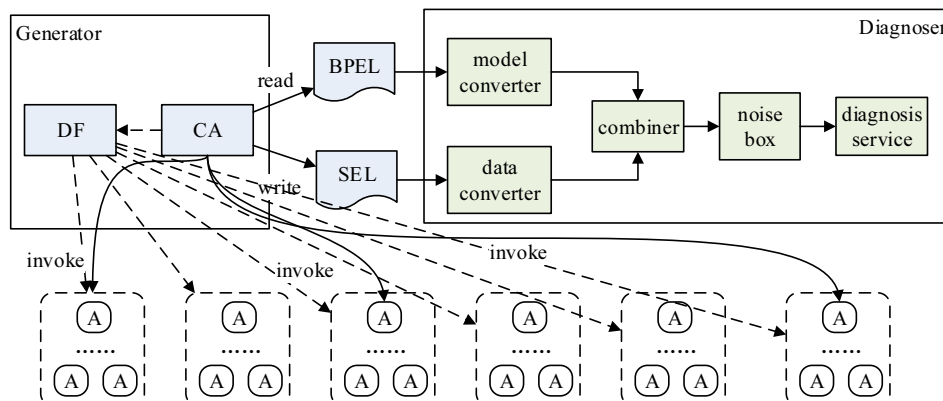 Generator
Diagnoser
BPEL
model
converter
read
DF
CA
combiner
noise
box
diagnosis
service
SEL
data
converter
write
invoke
invoke
invoke
A
A
A
A
A
A
......
......
......
......
......
......
A A
A A
A A
A A
A A
A A